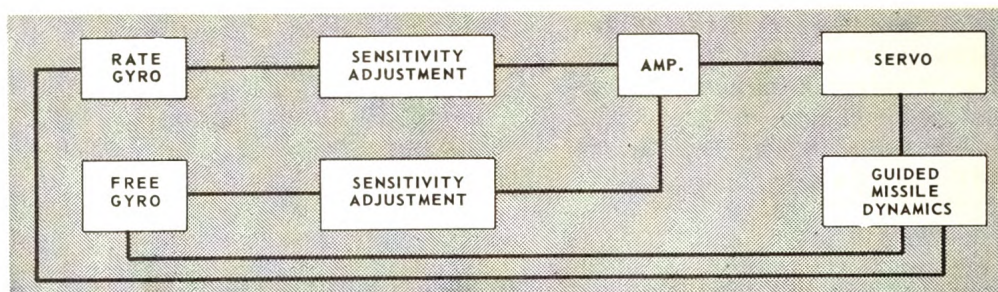 RATE
GYRO
SENSITIVITY
ADJUSTMENT
AMP.
SERVO
FREE
GYRO
SENSITIVITY
ADJUSTMENT
GUIDED
MISSILE
DYNAMICS